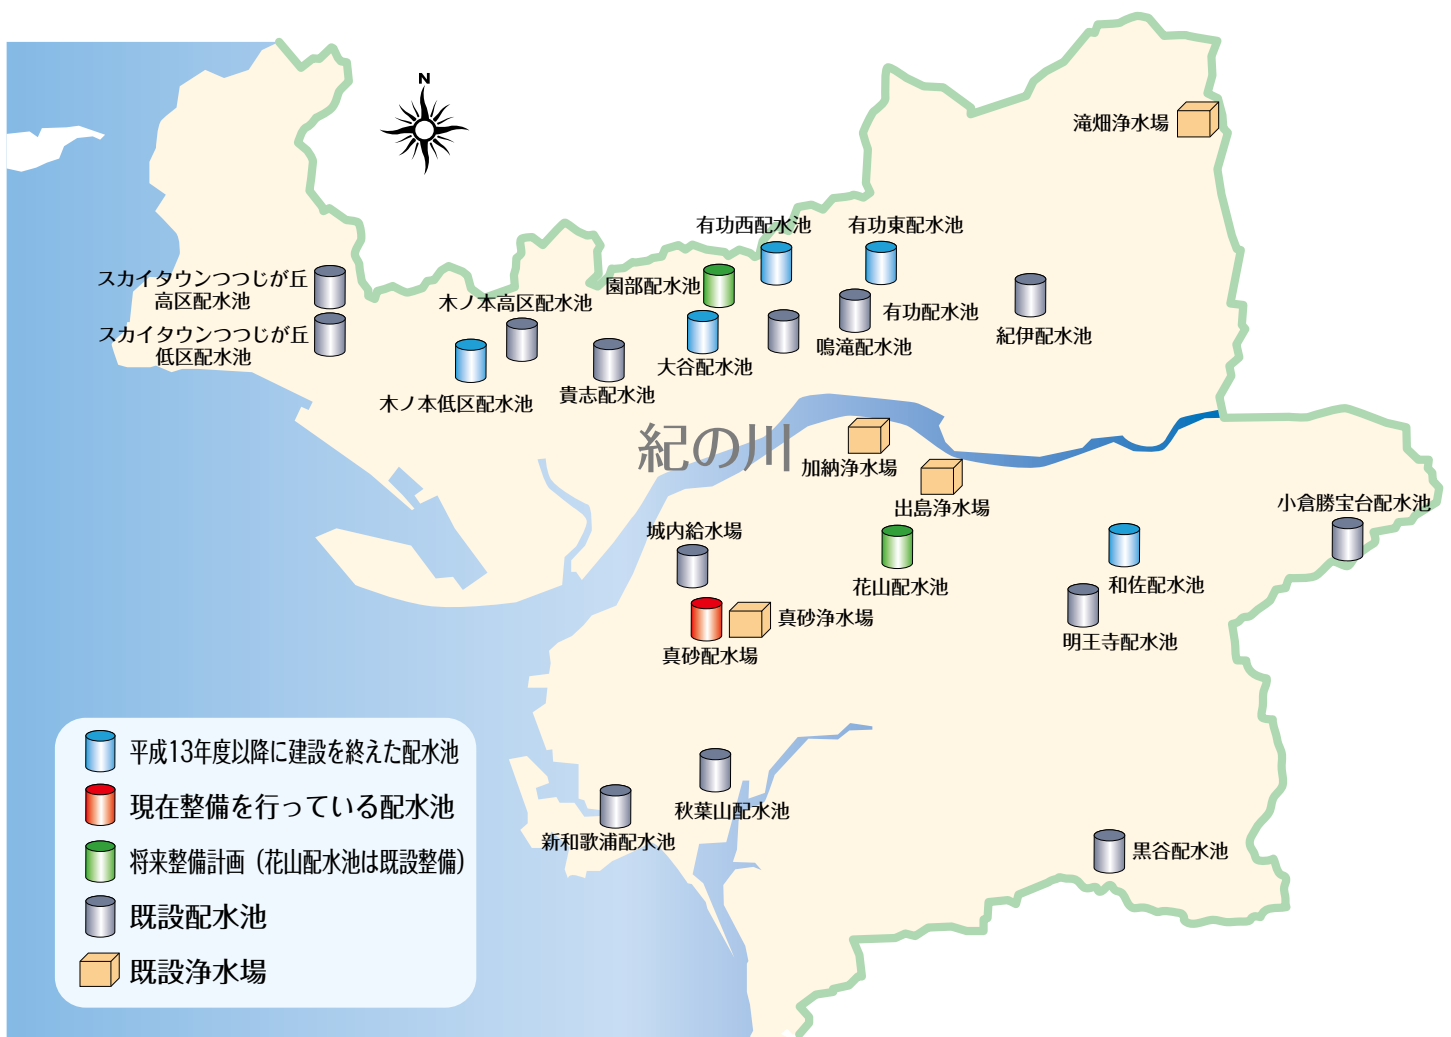 N
滝畑浄水場
有功西配水池
有功東配水池
スカイタウンつつじが丘
高区配水池
園部配水池
木ノ本高区配水池
有功配水池
スカイタウンつつじが丘
低区配水池
鳴滝配水池
紀伊配水池
大谷配水池
木ノ本低区配水池
貴志配水池
紀の川
加納浄水場
出島浄水場
小倉勝宝台配水池
城内給水場
花山配水池
和佐配水池
真砂浄水場
明王寺配水池
真砂配水場
平成13年度以降に建設を終えた配水池
現在整備を行っている配水池
将来整備計画（花山配水池は既設整備）
既設配水池
既設浄水場
秋葉山配水池
新和歌浦配水池
黒谷配水池